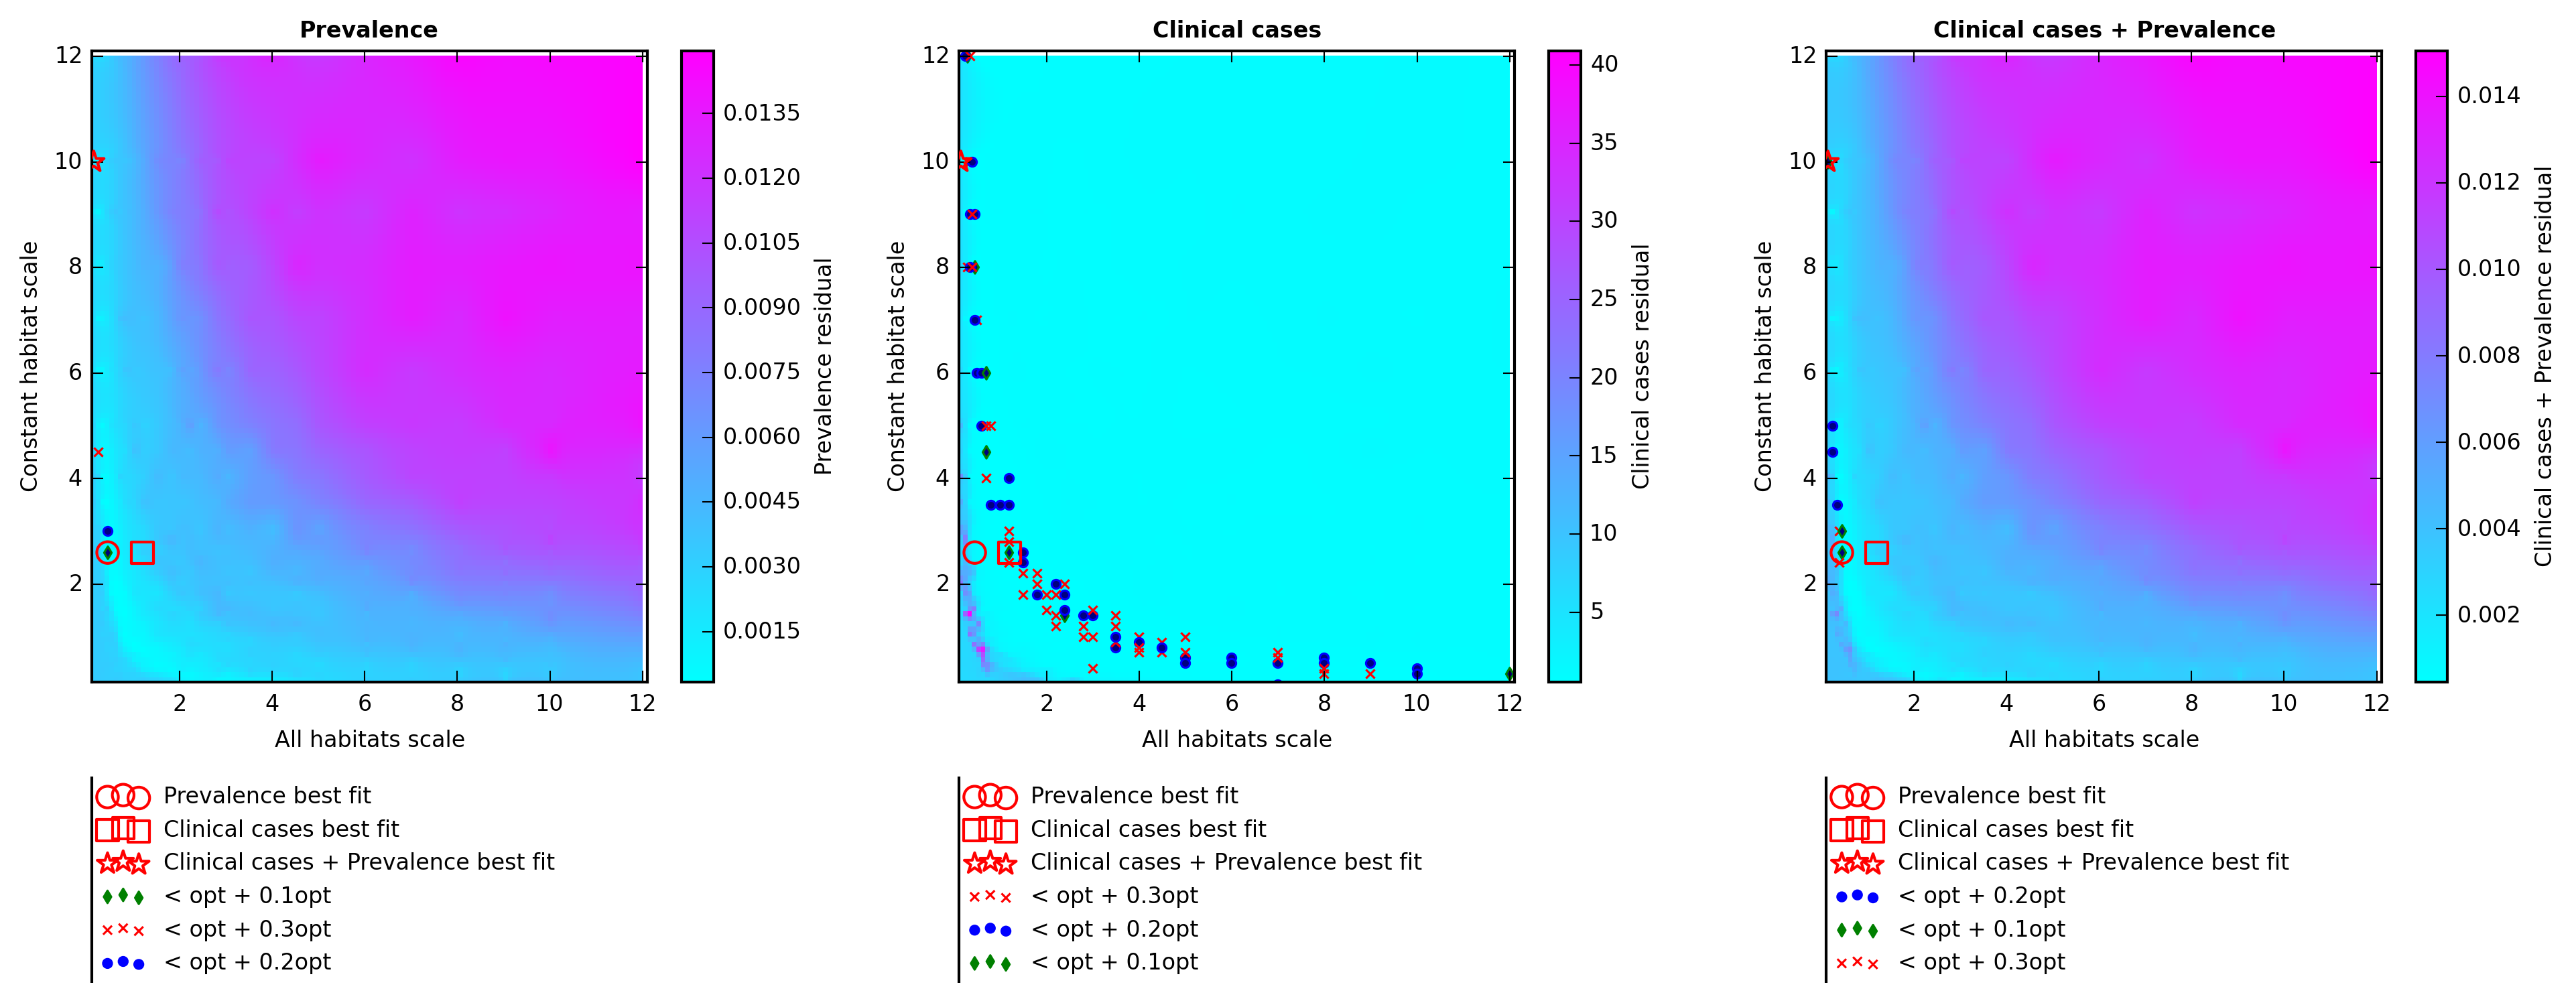 Prevalence
12
10
8
6
4
2
2 4 6 8 10 12
Constant habitat scale
All habitats scale
0.0135
0.0120
0.0105
0.0090
0.0075
0.0060
0.0045
0.0030
0.0015
Prevalence residual
Prevalence best fit
Clinical cases best fit
Clinical cases + Prevalence best fit
< opt + 0.1opt
< opt + 0.3opt
< opt + 0.2opt
Clinical cases
12
10
8
6
4
2
2 4 6 8 10 12
Constant habitat scale
All habitats scale
40
35
30
25
20
15
10
5
Clinical cases residual
Prevalence best fit
Clinical cases best fit
Clinical cases + Prevalence best fit
< opt + 0.3opt
< opt + 0.2opt
< opt + 0.1opt
Clinical cases + Prevalence
12
10
8
6
4
2
2 4 6 8 10 12
Constant habitat scale
All habitats scale
0.014
0.012
0.010
0.008
0.006
0.004
0.002
Clinical cases + Prevalence residual
Prevalence best fit
Clinical cases best fit
Clinical cases + Prevalence best fit
< opt + 0.2opt
< opt + 0.1opt
< opt + 0.3opt